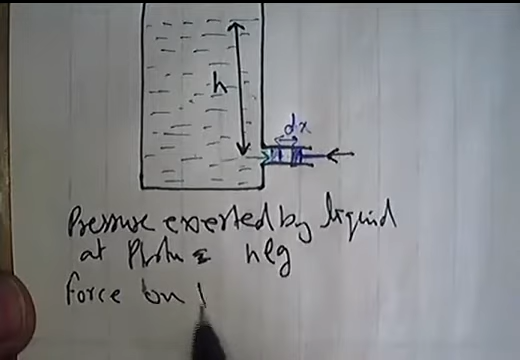 h
dx
Pressure exerted by liquid
at Piston = hρg
Force on